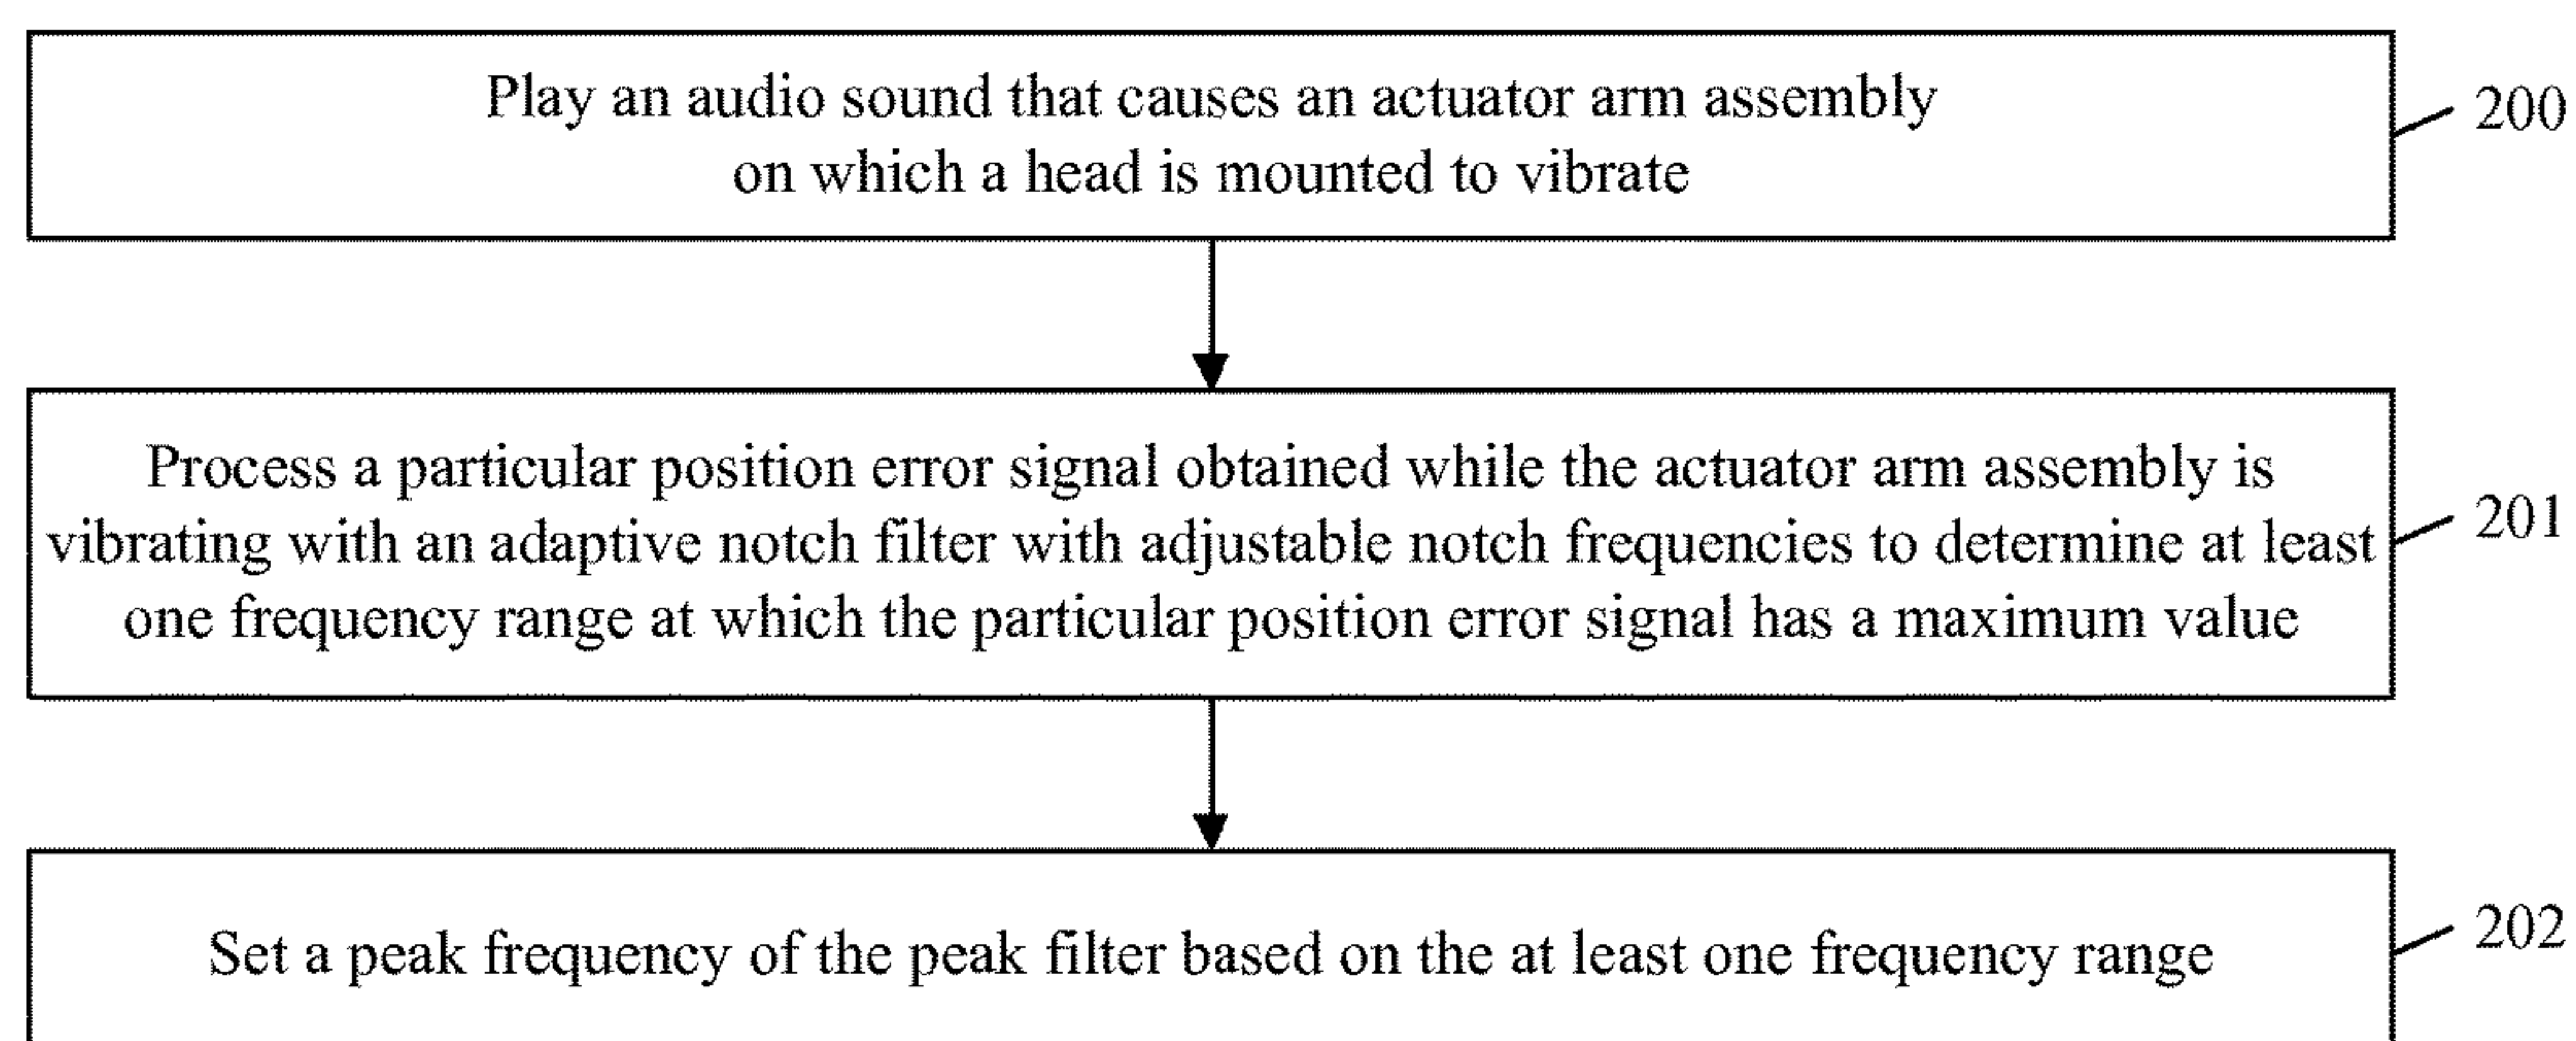 Play an audio sound that causes an actuator arm assembly
on which a head is mounted to vibrate
200
Process a particular position error signal obtained while the actuator arm assembly is
vibrating with an adaptive notch filter with adjustable notch frequencies to determine at least
one frequency range at which the particular position error signal has a maximum value
201
Set a peak frequency of the peak filter based on the at least one frequency range
202